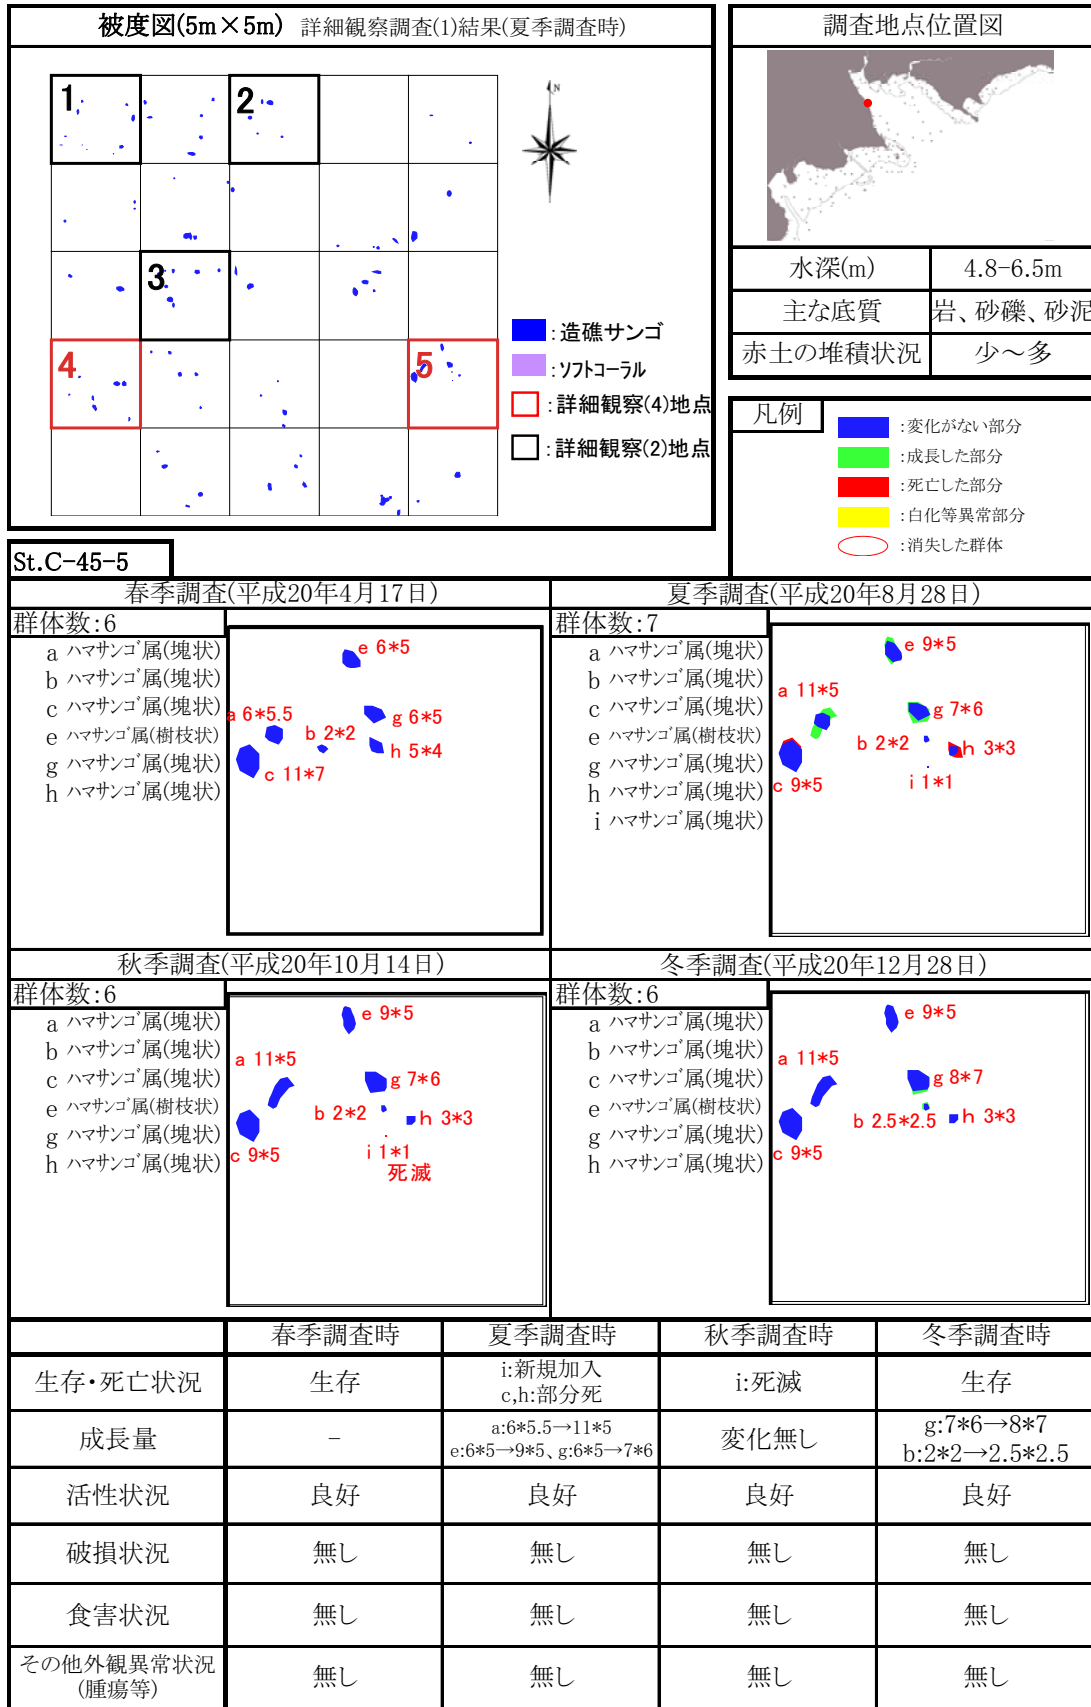 被度図(5m×5m) 詳細観察調査(1)結果(夏季調査時)
1
2
3
4
5
N
:造礁サンゴ
:ソフトコーラル
:詳細観察(4)地点
:詳細観察(2)地点
調査地点位置図
水深(m) 4.8-6.5m
主な底質 岩、砂礫、砂泥
赤土の堆積状況 少～多
凡例
:変化がない部分
:成長した部分
:死亡した部分
:白化等異常部分
:消失した群体
St.C-45-5
春季調査(平成20年4月17日)
群体数:6
a ハマサンゴ属(塊状)
b ハマサンゴ属(塊状)
c ハマサンゴ属(塊状)
e ハマサンゴ属(樹枝状)
g ハマサンゴ属(塊状)
h ハマサンゴ属(塊状)
e 6*5
a 6*5.5
g 6*5
b 2*2
h 5*4
c 11*7
夏季調査(平成20年8月28日)
群体数:7
a ハマサンゴ属(塊状)
b ハマサンゴ属(塊状)
c ハマサンゴ属(塊状)
e ハマサンゴ属(樹枝状)
g ハマサンゴ属(塊状)
h ハマサンゴ属(塊状)
i ハマサンゴ属(塊状)
e 9*5
a 11*5
g 7*6
b 2*2
h 3*3
c 9*5
i 1*1
秋季調査(平成20年10月14日)
群体数:6
a ハマサンゴ属(塊状)
b ハマサンゴ属(塊状)
c ハマサンゴ属(塊状)
e ハマサンゴ属(樹枝状)
g ハマサンゴ属(塊状)
h ハマサンゴ属(塊状)
e 9*5
a 11*5
g 7*6
b 2*2
h 3*3
c 9*5
i 1*1
死滅
冬季調査(平成20年12月28日)
群体数:6
a ハマサンゴ属(塊状)
b ハマサンゴ属(塊状)
c ハマサンゴ属(塊状)
e ハマサンゴ属(樹枝状)
g ハマサンゴ属(塊状)
h ハマサンゴ属(塊状)
e 9*5
a 11*5
g 8*7
b 2.5*2.5
h 3*3
c 9*5
春季調査時 夏季調査時 秋季調査時 冬季調査時
生存・死亡状況 生存 i:新規加入 c,h:部分死 i:死滅 生存
成長量 － a:6*5.5→11*5 e:6*5→9*5、g:6*5→7*6 変化無し g:7*6→8*7 b:2*2→2.5*2.5
活性状況 良好 良好 良好 良好
破損状況 無し 無し 無し 無し
食害状況 無し 無し 無し 無し
その他外観異常状況(腫瘍等) 無し 無し 無し 無し